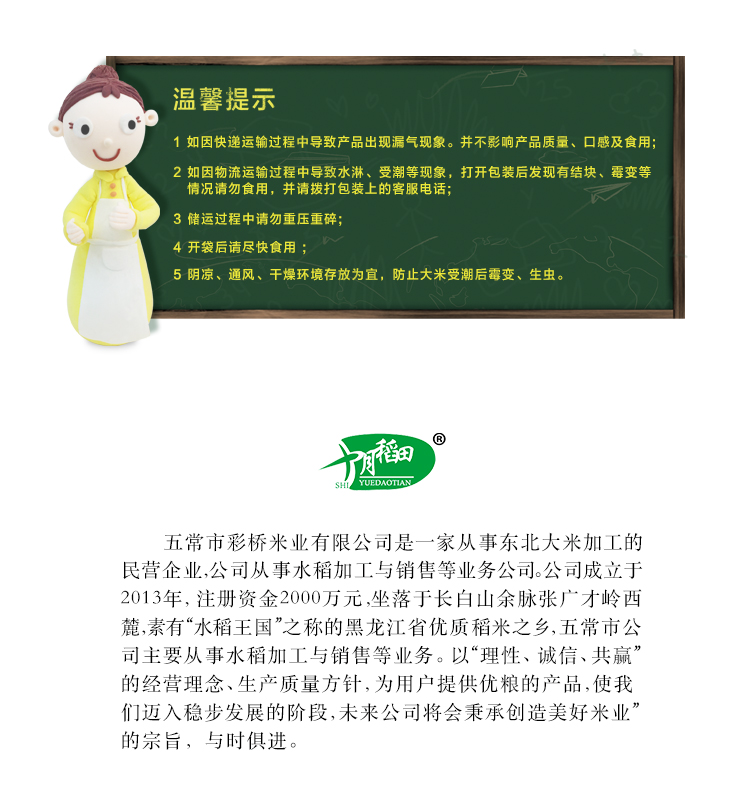 温馨提示
1 如因快递运输过程中导致产品出现漏气现象。并不影响产品质量、口感及食用；
2 如因物流运输过程中导致水淋、受潮等现象，打开包装后发现有结块、霉变等
情况请勿食用，并请拨打包装上的客服电话；
3 储运过程中请勿重压重碎；
4 开袋后请尽快食用 ；
5 阴凉、通风、干燥环境存放为宜，防止大米受潮后霉变、生虫。
十月稻田®
SHI YUEDAOTIAN
五常市彩桥米业有限公司是一家从事东北大米加工的
民营企业,公司从事水稻加工与销售等业务公司。公司成立于
2013年, 注册资金2000万元,坐落于长白山余脉张广才岭西
麓,素有“水稻王国”之称的黑龙江省优质稻米之乡,五常市公
司主要从事水稻加工与销售等业务。以“理性、诚信、共赢”
的经营理念、生产质量方针,为用户提供优粮的产品,使我
们迈入稳步发展的阶段,未来公司将会秉承创造美好米业”
的宗旨, 与时俱进。